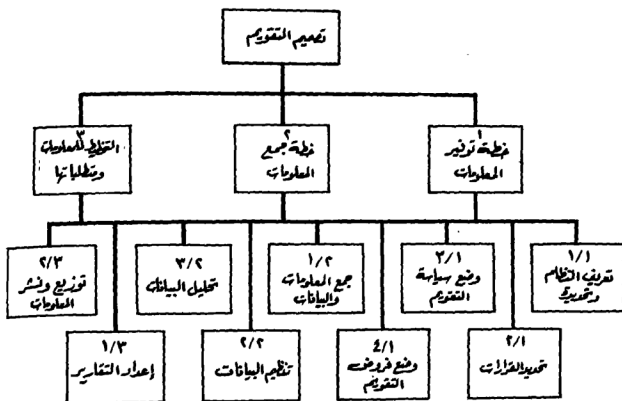 تصميم التقويم
١
خطة توفير
المعلومات
٢
خطة جمع
المعلومات
٣
التخطيط للمعلومات
ومتطلباتها
١/١
تعريف النظام
وتحديده
٢/١
تحديد القرارات
٣/١
وضع سياسة
التقويم
٤/١
وضع فروض
التقويم
١/٢
جمع المعلومات
والبيانات
٢/٢
تنظيم البيانات
٣/٢
تحليل البيانات
١/٣
إعداد التقارير
٢/٣
توزيع ونشر
المعلومات